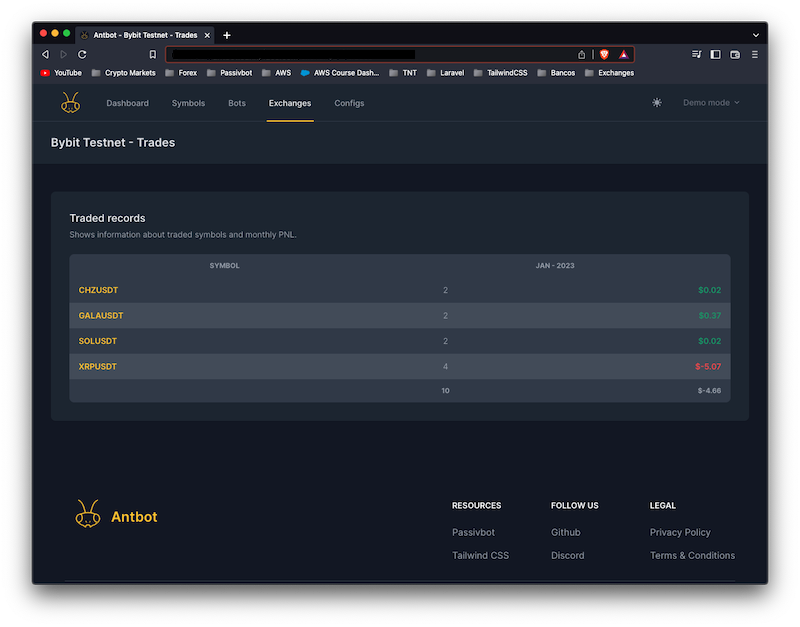 Antbot - Bybit Testnet - Trades
YouTube Crypto Markets Forex Passivbot AWS AWS Course Dash... TNT Laravel TailwindCSS Bancos Exchanges
Dashboard Symbols Bots Exchanges Configs Demo mode
Bybit Testnet - Trades
Traded records
Shows information about traded symbols and monthly PNL.
SYMBOL JAN - 2023
CHZUSDT 2 $0.02
GALAUSDT 2 $0.37
SOLUSDT 2 $0.02
XRPUSDT 4 $-5.07
10 $-4.66
Antbot
RESOURCES FOLLOW US LEGAL
Passivbot Github Privacy Policy
Tailwind CSS Discord Terms & Conditions